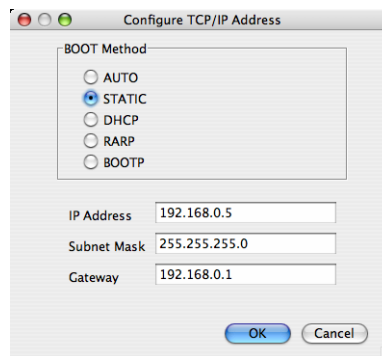 Configure TCP/IP Address
BOOT Method
AUTO
STATIC
DHCP
RARP
BOOTP
IP Address 192.168.0.5
Subnet Mask 255.255.255.0
Gateway 192.168.0.1
OK Cancel